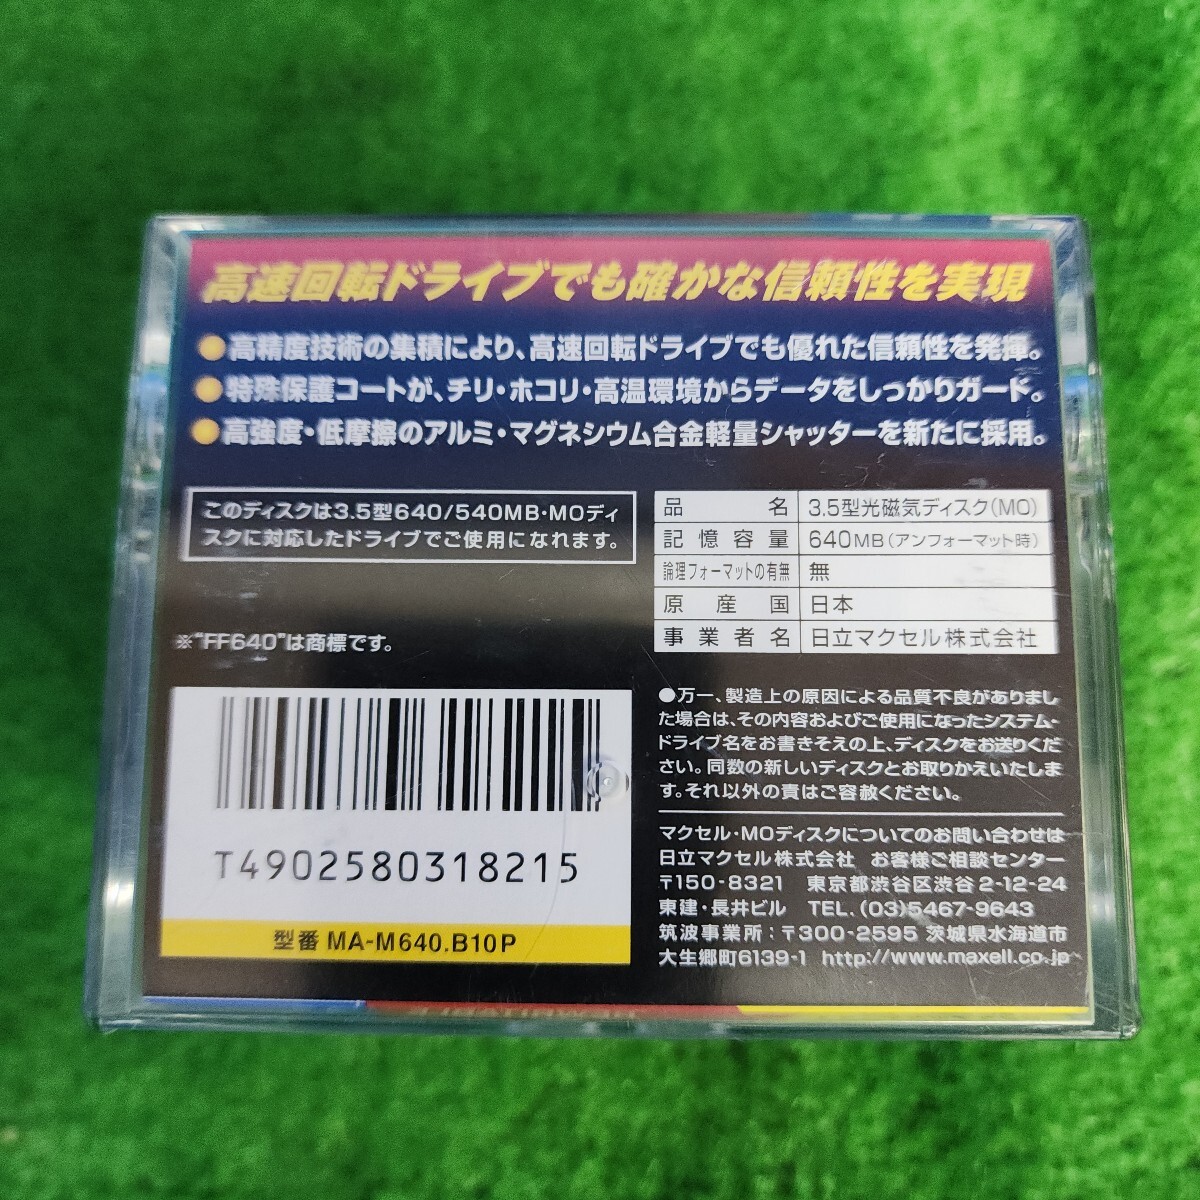 高速回転ドライブでも確かな信頼性を実現
●高精度技術の集積により、高速回転ドライブでも優れた信頼性を発揮。
●特殊保護コートが、チリ・ホコリ・高温環境からデータをしっかりガード。
●高強度・低摩擦のアルミ・マグネシウム合金軽量シャッターを新たに採用。
このディスクは3.5型640/540MB・MOディ
スクに対応したドライブでご使用になれます。
※"FF640"は商標です。
品名 3.5型光磁気ディスク(MO)
記憶容量 640MB(アンフォーマット時)
論理フォーマットの有無 無
原産国 日本
事業者名 日立マクセル株式会社
T4902580318215
型番 MA-M640.B10P
●万一、製造上の原因による品質不良がありまし
た場合は、その内容およびご使用になったシステム・
ドライブ名をお書きそえの上、ディスクをお送りくだ
さい。同数の新しいディスクとお取りかえいたしま
す。それ以外の責はご容赦ください。
マクセル・MOディスクについてのお問い合わせは
日立マクセル株式会社 お客様ご相談センター
〒150-8321 東京都渋谷区渋谷2-12-24
東建・長井ビル TEL.(03)5467-9643
筑波事業所:〒300-2595 茨城県水海道市
大生郷町6139-1 http://www.maxell.co.jp